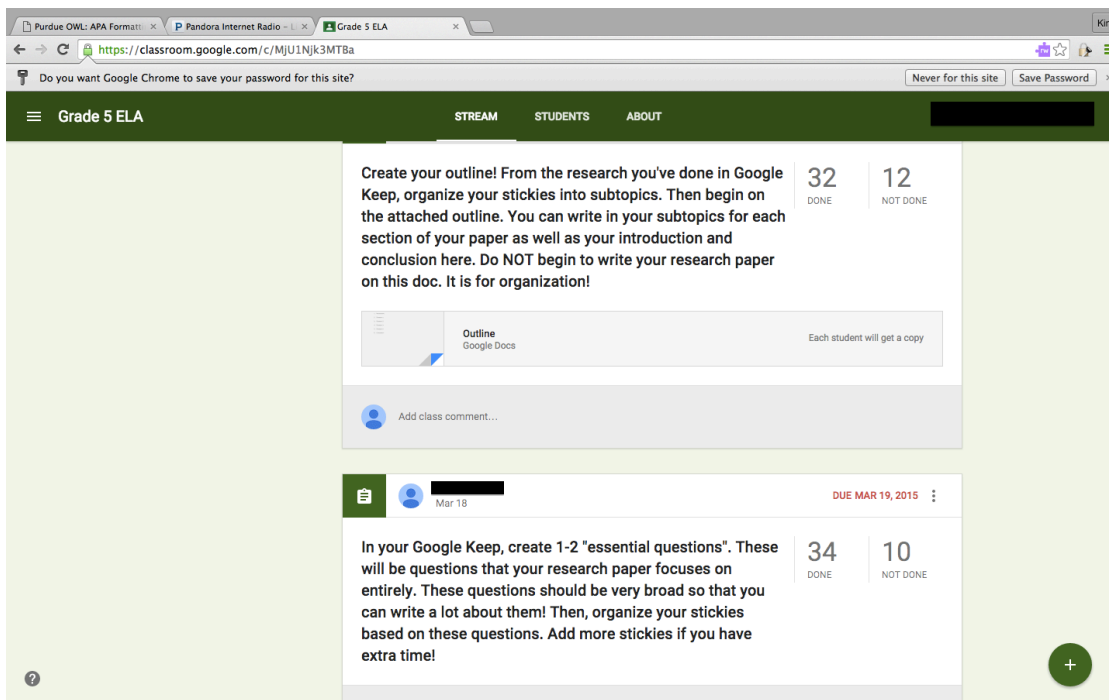 Purdue OWL: APA Formatti
Pandora Internet Radio - Li
Grade 5 ELA
Kir
https://classroom.google.com/c/MjU1Njk3MTBa
Do you want Google Chrome to save your password for this site?
Never for this site
Save Password
Grade 5 ELA
STREAM
STUDENTS
ABOUT
Create your outline! From the research you've done in Google
Keep, organize your stickies into subtopics. Then begin on
the attached outline. You can write in your subtopics for each
section of your paper as well as your introduction and
conclusion here. Do NOT begin to write your research paper
on this doc. It is for organization!
32
DONE
12
NOT DONE
Outline
Google Docs
Each student will get a copy
Add class comment...
Mar 18
DUE MAR 19, 2015
In your Google Keep, create 1-2 "essential questions". These
will be questions that your research paper focuses on
entirely. These questions should be very broad so that you
can write a lot about them! Then, organize your stickies
based on these questions. Add more stickies if you have
extra time!
34
DONE
10
NOT DONE